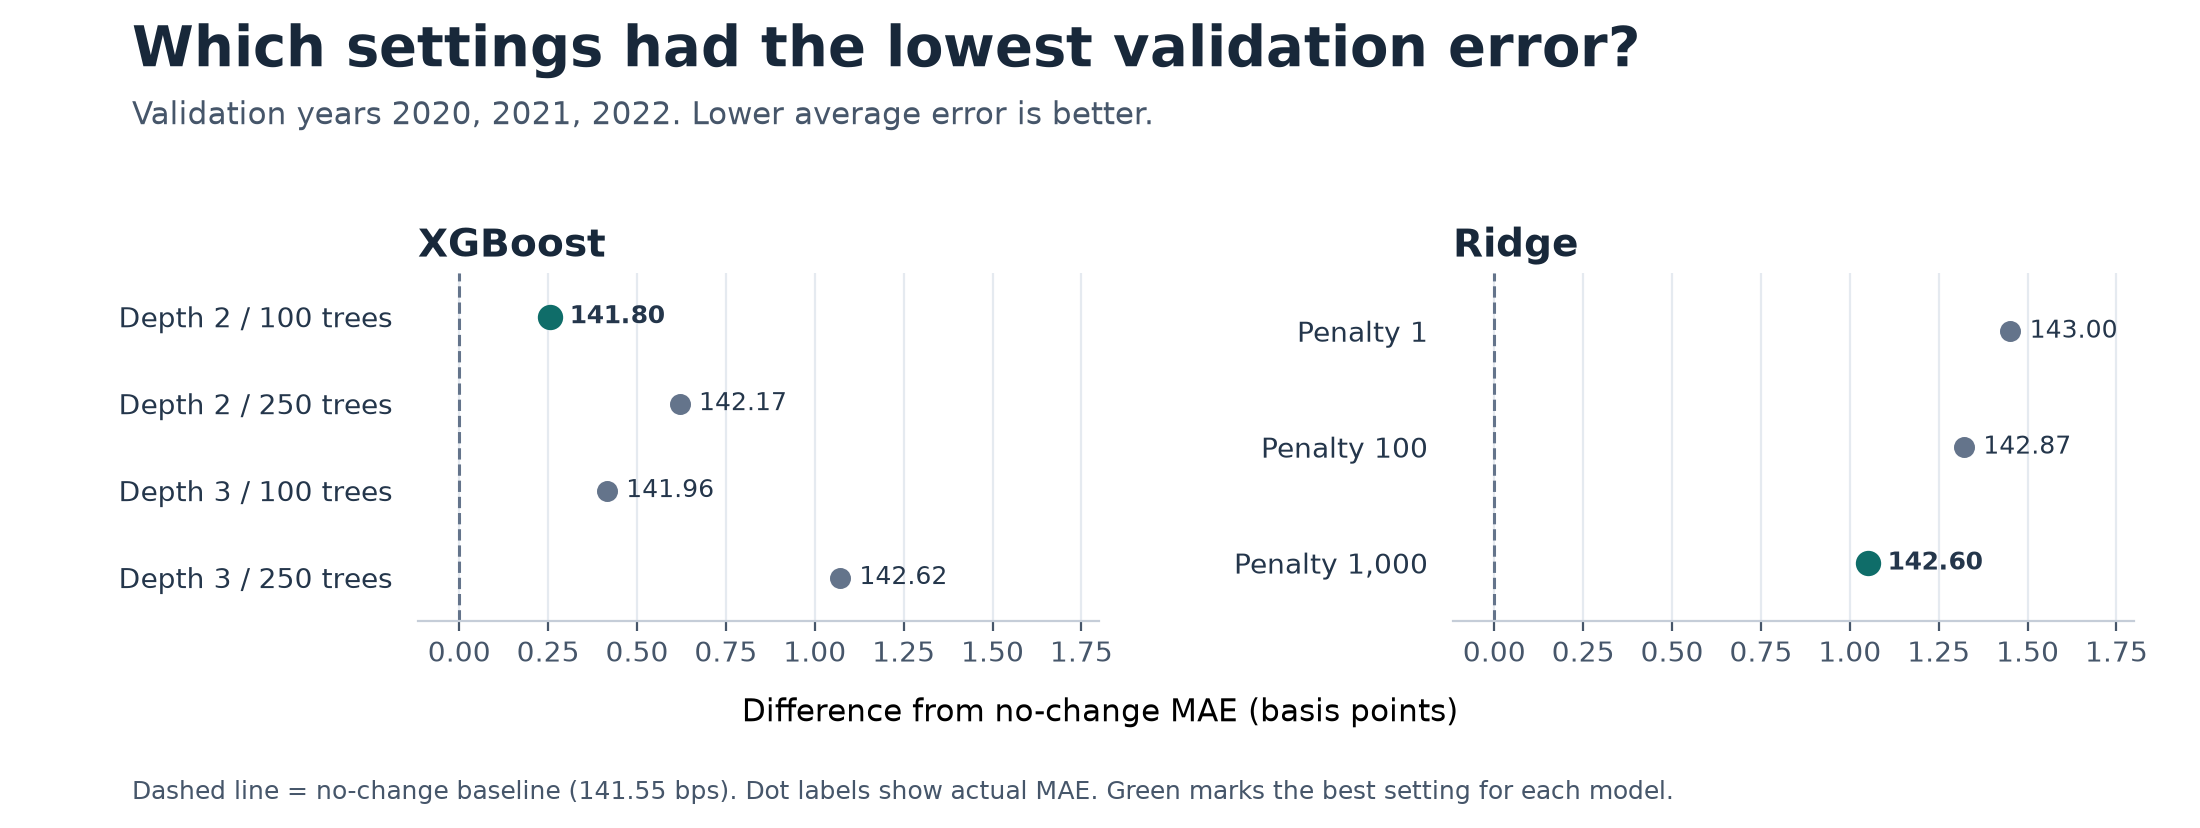 Which settings had the lowest validation error?
Validation years 2020, 2021, 2022. Lower average error is better.
XGBoost
Depth 2 / 100 trees 141.80
Depth 2 / 250 trees 142.17
Depth 3 / 100 trees 141.96
Depth 3 / 250 trees 142.62
0.00 0.25 0.50 0.75 1.00 1.25 1.50 1.75
Ridge
Penalty 1 143.00
Penalty 100 142.87
Penalty 1,000 142.60
0.00 0.25 0.50 0.75 1.00 1.25 1.50 1.75
Difference from no-change MAE (basis points)
Dashed line = no-change baseline (141.55 bps). Dot labels show actual MAE. Green marks the best setting for each model.